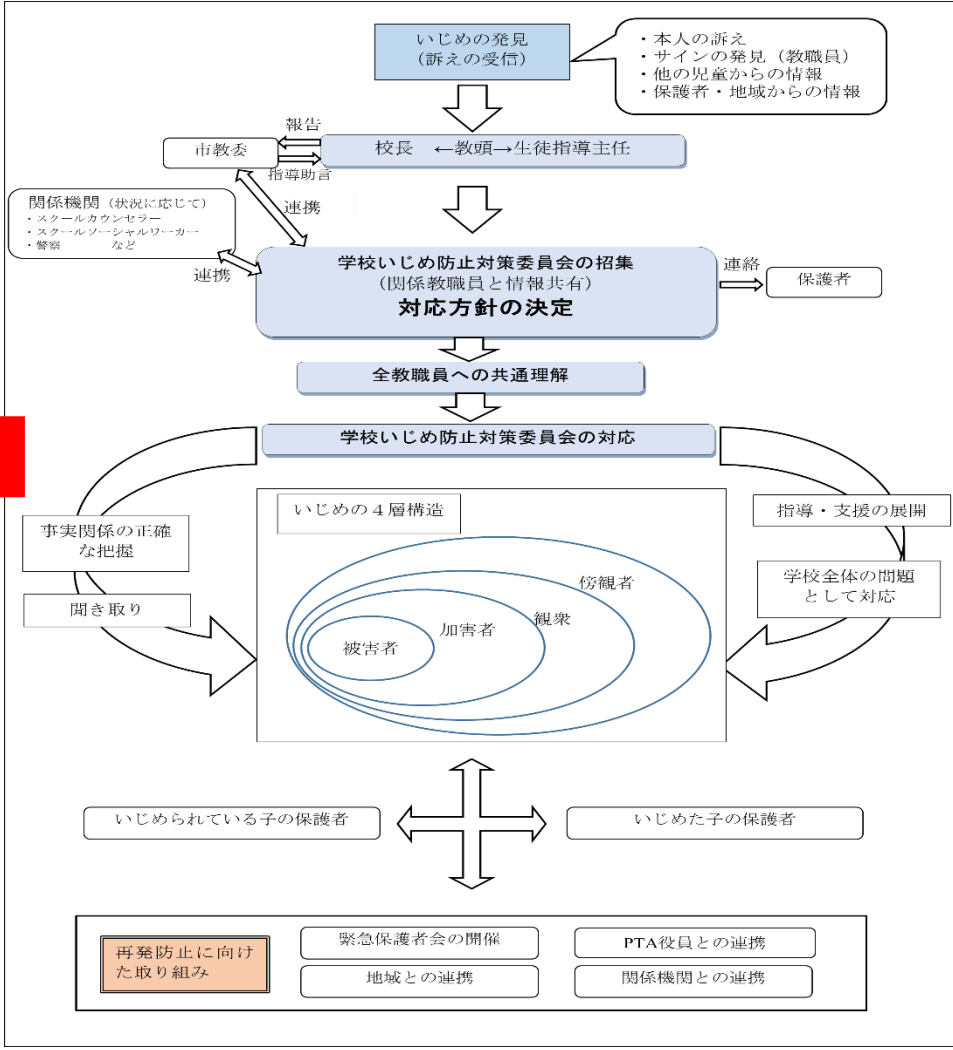 いじめの発見
(訴えの受信)
・本人の訴え
・サインの発見（教職員）
・他の児童からの情報
・保護者・地域からの情報
報告
市教委
校長　←教頭→生徒指導主任
指導助言
関係機関（状況に応じて）
・スクールカウンセラー
・スクールソーシャルワーカー
・警察　　　など
連携
連携
学校いじめ防止対策委員会の招集
（関係教職員と情報共有）
対応方針の決定
連絡
保護者
全教職員への共通理解
学校いじめ防止対策委員会の対応
事実関係の正確
な把握
聞き取り
いじめの４層構造
傍観者
観衆
加害者
被害者
指導・支援の展開
学校全体の問題
として対応
いじめられている子の保護者
いじめた子の保護者
再発防止に向け
た取り組み
緊急保護者会の開催
PTA役員との連携
地域との連携
関係機関との連携